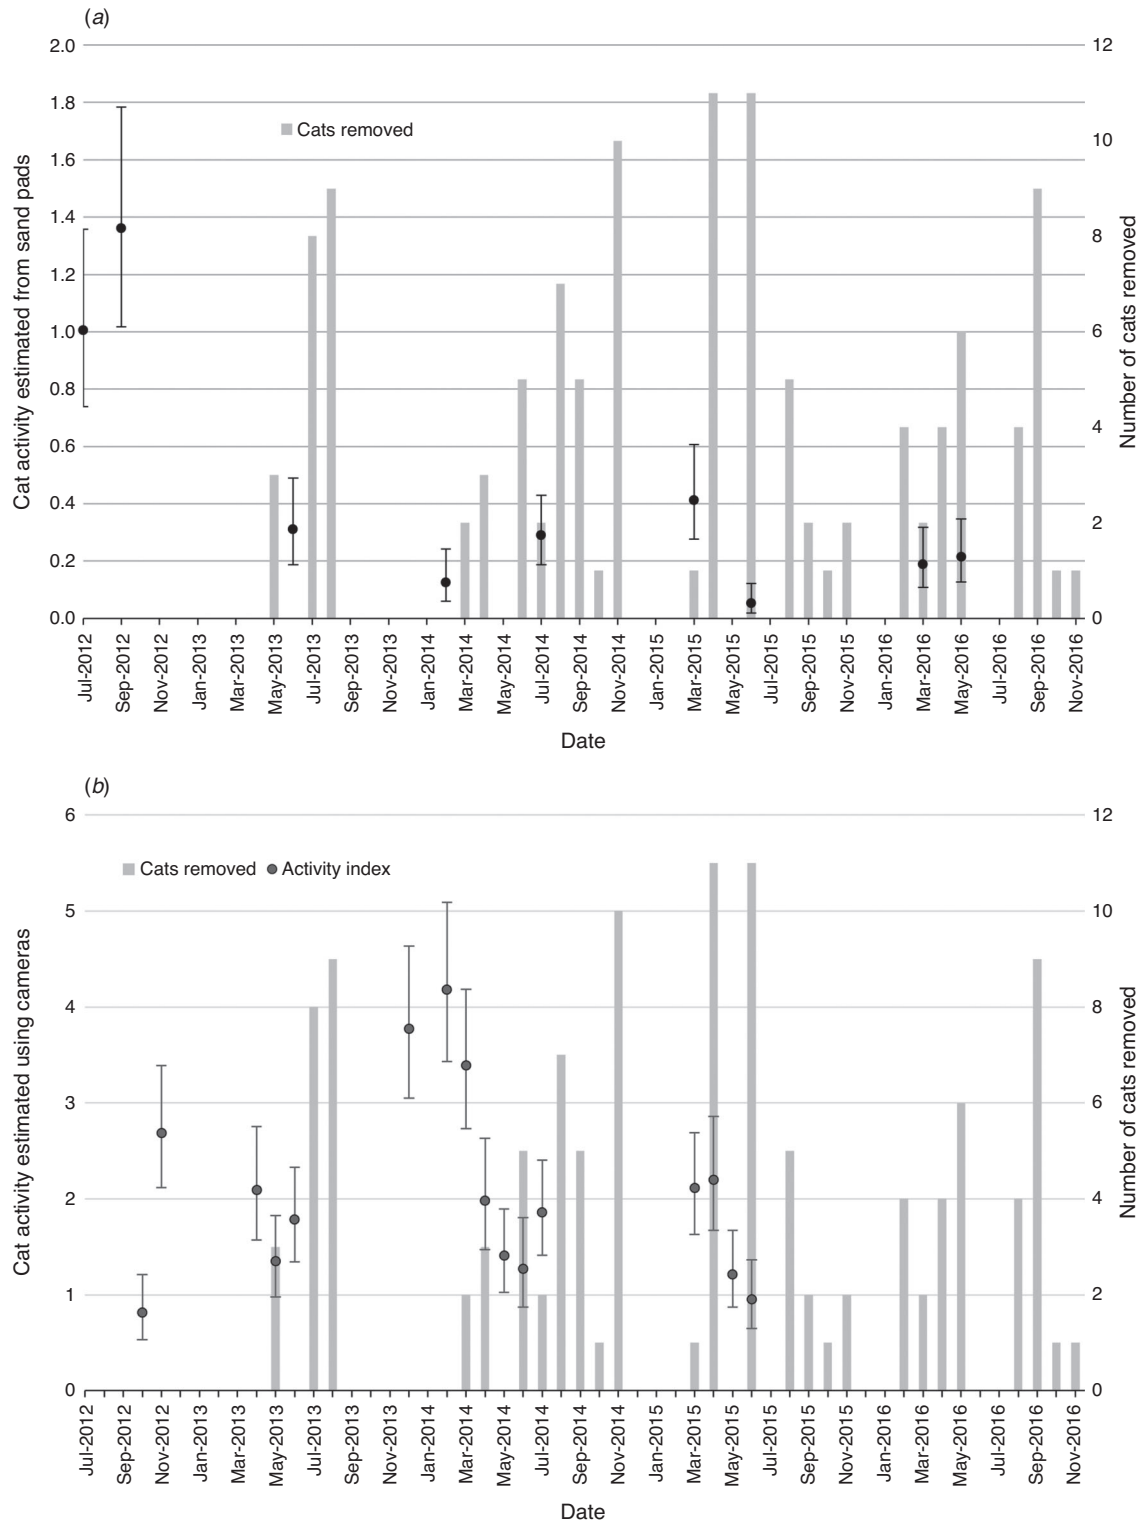 (a)
2.0
1.8
1.6
1.4
1.2
1.0
0.8
0.6
0.4
0.2
0.0
Cat activity estimated from sand pads
Cats removed
12
10
8
6
4
2
0
Number of cats removed
Jul-2012
Sep-2012
Nov-2012
Jan-2013
Mar-2013
May-2013
Jul-2013
Sep-2013
Nov-2013
Jan-2014
Mar-2014
May-2014
Jul-2014
Sep-2014
Nov-2014
Jan-2015
Mar-2015
May-2015
Jul-2015
Sep-2015
Nov-2015
Jan-2016
Mar-2016
May-2016
Jul-2016
Sep-2016
Nov-2016
Date
(b)
6
5
4
3
2
1
0
Cat activity estimated using cameras
Cats removed Activity index
12
10
8
6
4
2
0
Number of cats removed
Jul-2012
Sep-2012
Nov-2012
Jan-2013
Mar-2013
May-2013
Jul-2013
Sep-2013
Nov-2013
Jan-2014
Mar-2014
May-2014
Jul-2014
Sep-2014
Nov-2014
Jan-2015
Mar-2015
May-2015
Jul-2015
Sep-2015
Nov-2015
Jan-2016
Mar-2016
May-2016
Jul-2016
Sep-2016
Nov-2016
Date